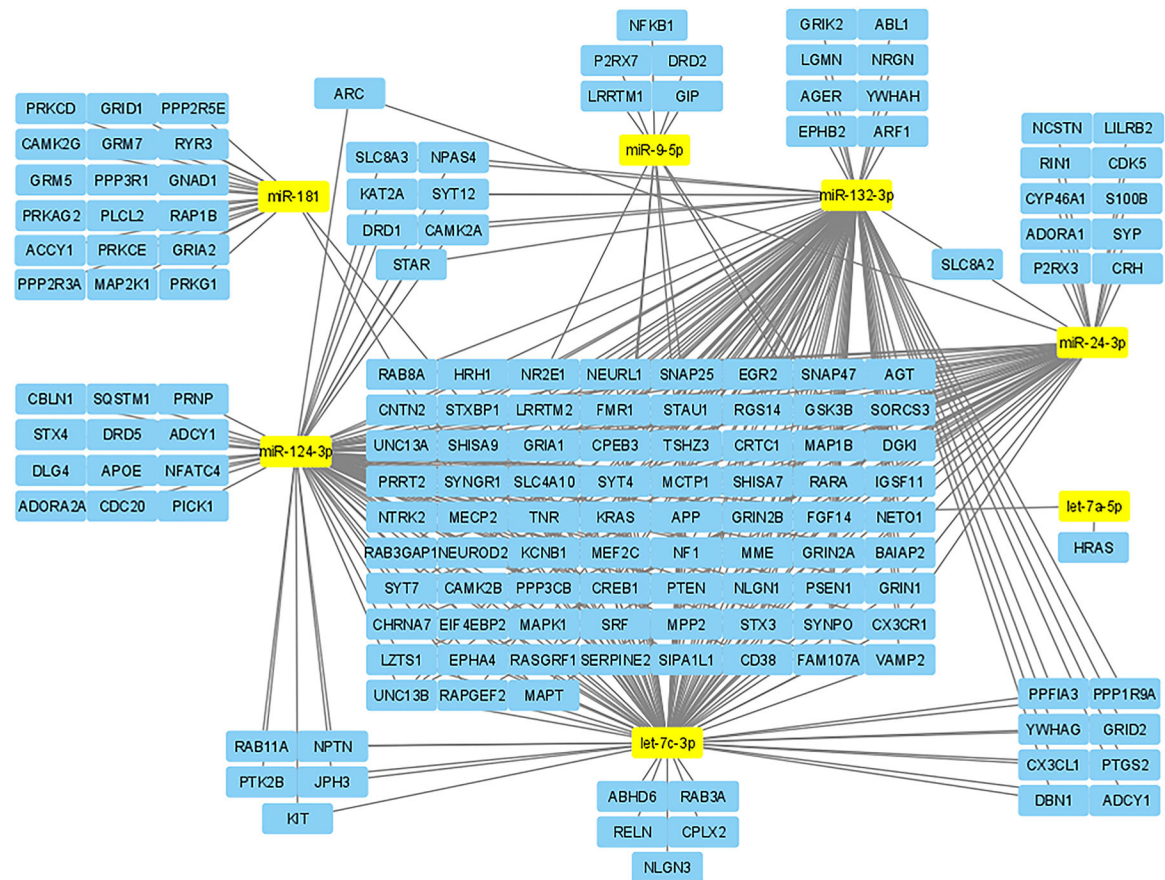 NFKB1
P2RX7 DRD2
LRRTM1 GIP
miR-9-5p
GRIK2 ABL1
LGMN NRGN
AGER YWHAH
EPHB2 ARF1
miR-132-3p
ARC
PRKCD GRID1 PPP2R5E
CAMK2G GRM7 RYR3
GRM5 PPP3R1 GNAD1
PRKAG2 PLCL2 RAP1B
ACCY1 PRKCE GRIA2
PPP2R3A MAP2K1 PRKG1
miR-181
SLC8A3 NPAS4
KAT2A SYT12
DRD1 CAMK2A
STAR
NCSTN LILRB2
RIN1 CDK5
CYP46A1 S100B
ADORA1 SYP
P2RX3 CRH
SLC8A2
miR-24-3p
CBLN1 SQSTM1 PRNP
STX4 DRD5 ADCY1
DLG4 APOE NFATC4
ADORA2A CDC20 PICK1
miR-124-3p
RAB8A HRH1 NR2E1 NEURL1 SNAP25 EGR2 SNAP47 AGT
CNTN2 STXBP1 LRRTM2 FMR1 STAU1 RGS14 GSK3B SORCS3
UNC13A SHISA9 GRIA1 CPEB3 TSHZ3 CRTC1 MAP1B DGKI
PRRT2 SYNGR1 SLC4A10 SYT4 MCTP1 SHISA7 RARA IGSF11
NTRK2 MECP2 TNR KRAS APP GRIN2B FGF14 NETO1
RAB3GAP1 NEUROD2 KCNB1 MEF2C NF1 MME GRIN2A BAIAP2
SYT7 CAMK2B PPP3CB CREB1 PTEN NLGN1 PSEN1 GRIN1
CHRNA7 EIF4EBP2 MAPK1 SRF MPP2 STX3 SYNPO CX3CR1
LZTS1 EPHA4 RASGRF1 SERPINE2 SIPA1L1 CD38 FAM107A VAMP2
UNC13B RAPGEF2 MAPT
let-7a-5p
HRAS
RAB11A NPTN
PTK2B JPH3
KIT
let-7c-3p
ABHD6 RAB3A
RELN CPLX2
NLGN3
PPFIA3 PPP1R9A
YWHAG GRID2
CX3CL1 PTGS2
DBN1 ADCY1